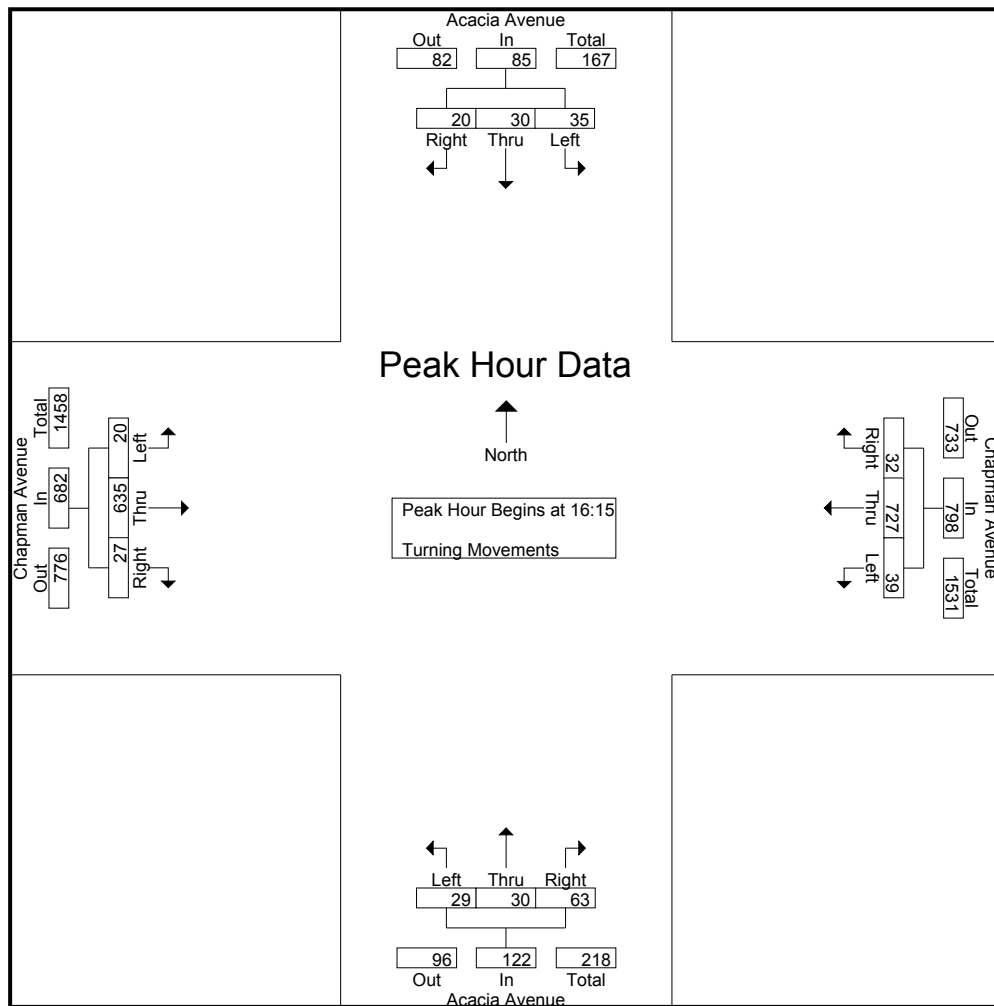 Acacia Avenue
Out In Total
82 85 167
20 30 35
Right Thru Left
Peak Hour Data
North
Peak Hour Begins at 16:15
Turning Movements
Chapman Avenue
Out In Total
776 682 1458
27 635 20
Right Thru Left
Chapman Avenue
Out In Total
733 798 1531
32 727 39
Right Thru Left
Left Thru Right
29 30 63
96 122 218
Out In Total
Acacia Avenue